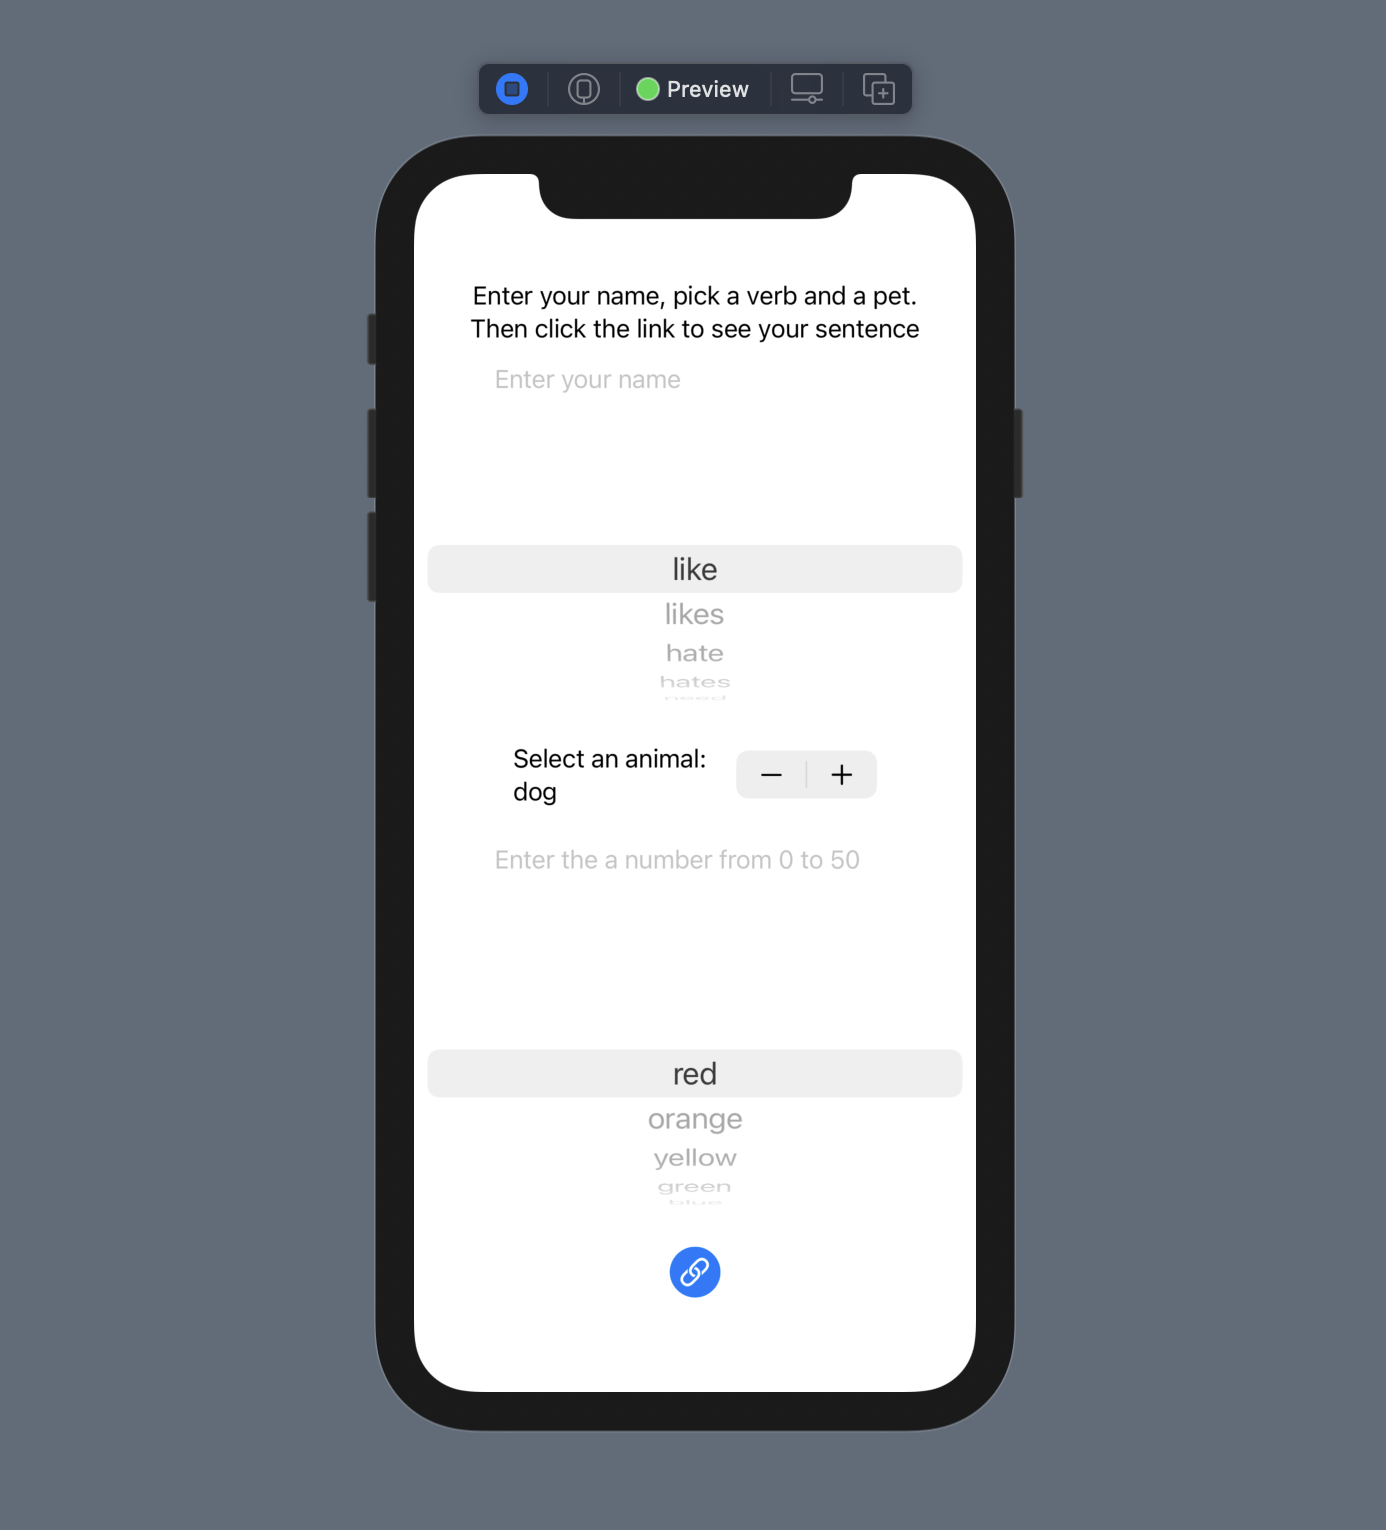 Preview
Enter your name, pick a verb and a pet.
Then click the link to see your sentence
Enter your name
like
likes
hate
hates
need
Select an animal:
dog
Enter the a number from 0 to 50
red
orange
yellow
green
blue